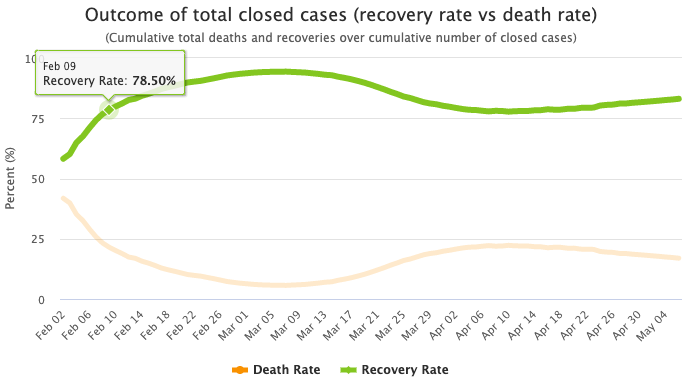 Outcome of total closed cases (recovery rate vs death rate)
(Cumulative total deaths and recoveries over cumulative number of closed cases)
Feb 09
Recovery Rate: 78.50%
Percent (%)
100
75
50
25
0
Feb 02
Feb 06
Feb 10
Feb 14
Feb 18
Feb 22
Feb 26
Mar 01
Mar 05
Mar 09
Mar 13
Mar 17
Mar 21
Mar 25
Mar 29
Apr 02
Apr 06
Apr 10
Apr 14
Apr 18
Apr 22
Apr 26
Apr 30
May 04
Death Rate
Recovery Rate